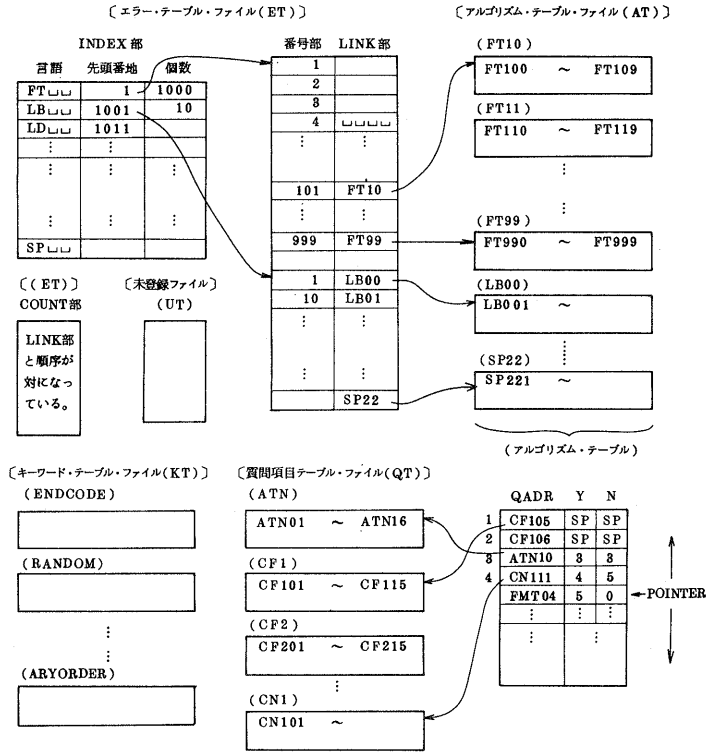 〔エラー・テーブル・ファイル(ET)〕
〔アルゴリズム・テーブル・ファイル(AT)〕
INDEX部
言語 先頭番地 個数
FT␣␣ 1 1000
LB␣␣ 1001 10
LD␣␣ 1011
⋮ ⋮ ⋮
⋮ ⋮ ⋮
⋮ ⋮ ⋮
SP␣␣
番号部 LINK部
1
2
3
4 ␣␣␣␣
⋮ ⋮
101 FT10
⋮ ⋮
999 FT99
1 LB00
10 LB01
⋮ ⋮
⋮ ⋮
SP22
(FT10)
FT100 ~ FT109
(FT11)
FT110 ~ FT119
⋮ ⋮
(FT99)
FT990 ~ FT999
(LB00)
LB001 ~
⋮
(SP22)
SP221 ~
(アルゴリズム・テーブル)
〔(ET)〕
COUNT部
LINK部
と順序が
対になっ
ている。
〔未登録ファイル〕
(UT)
〔キーワード・テーブル・ファイル(KT)〕
(ENDCODE)
(RANDOM)
⋮
(ARYORDER)
〔質問項目テーブル・ファイル(QT)〕
(ATN)
ATN01 ~ ATN16
(CF1)
CF101 ~ CF115
(CF2)
CF201 ~ CF215
⋮
(CN1)
CN101 ~
QADR Y N
1 CF105 SP SP
2 CF106 SP SP
3 ATN10 3 3
4 CN111 4 5
FMT04 5 0 POINTER
⋮ ⋮ ⋮
⋮ ⋮